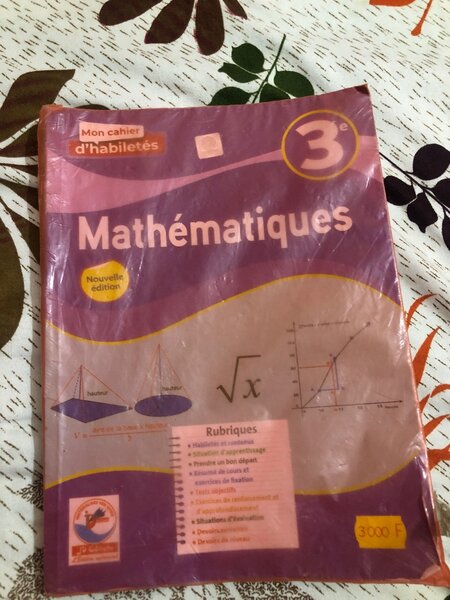 Mon cahier
d'habiletés
3e
Mathématiques
Nouvelle
édition
hauteur
hauteur
√x
Rubriques
• Habiletés et contenus
• Situation d'apprentissage
• Prendre un bon départ
• Résumé de cours et
exercices de fixation
• Tests objectifs
• Exercices de renforcement et
d'approfondissement
• Situations d'évaluation
• Devoirs
• Devoirs de niveau
3000 F